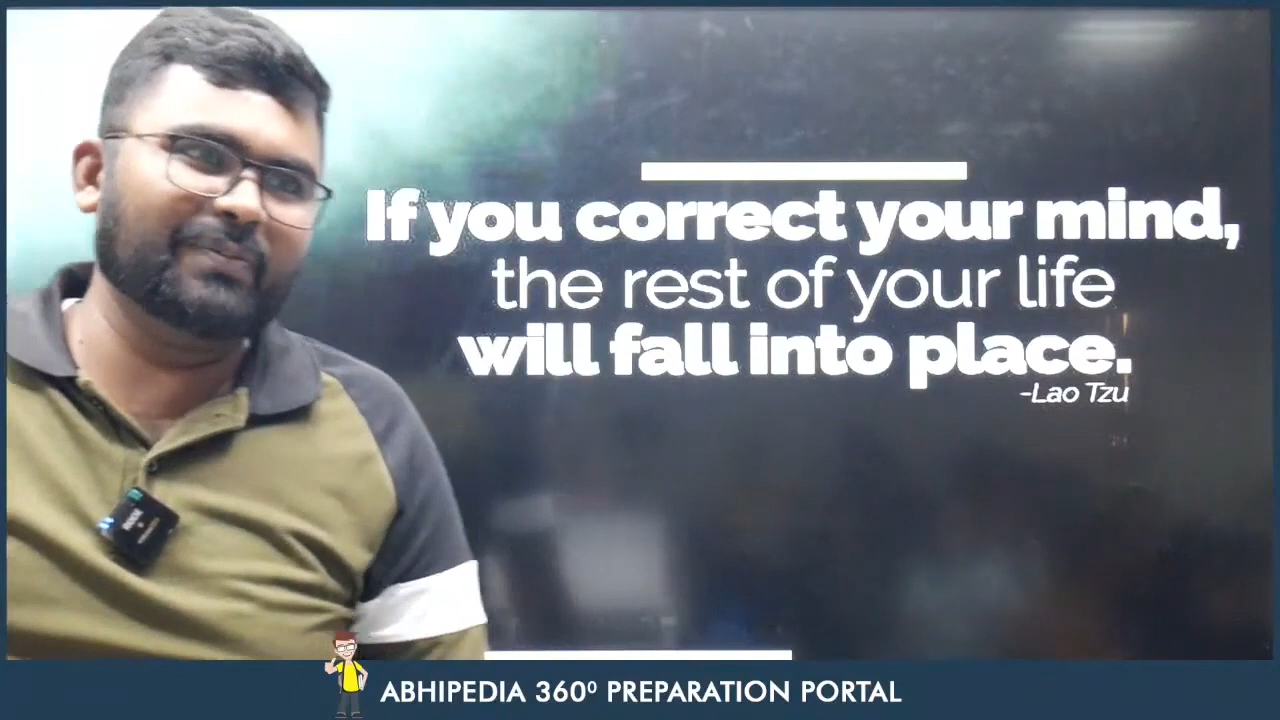 If you correct your mind,
the rest of your life
will fall into place.
-Lao Tzu
ABHIPEDIA 360⁰ PREPARATION PORTAL